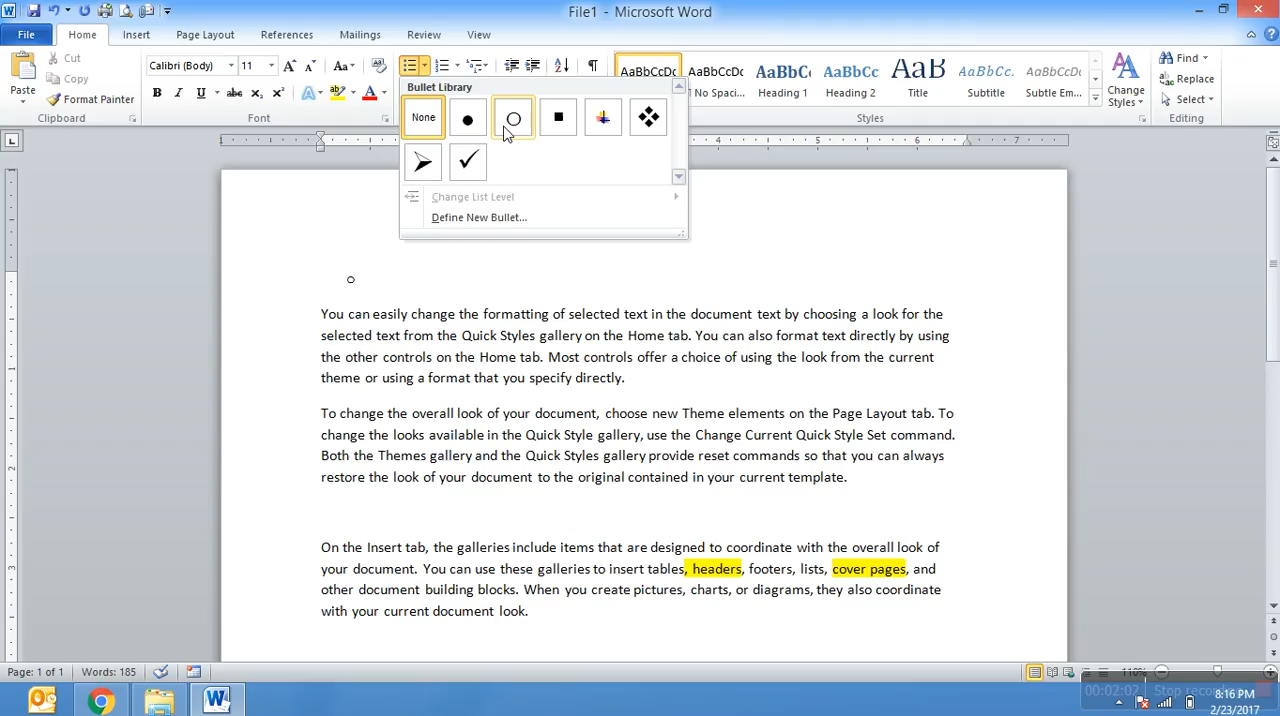 File1 - Microsoft Word
File Home Insert Page Layout References Mailings Review View
Paste
Cut
Copy
Format Painter
Clipboard
Calibri (Body) 11
Font
AaBbCcDc AaBbCcDc AaBbC AaBbCc AaB AaBbCc. AaBbCcDc
No Spaci... Heading 1 Heading 2 Title Subtitle Subtle Em...
Change Styles
Styles
Find
Replace
Select
Editing
Bullet Library
None
Change List Level
Define New Bullet...
You can easily change the formatting of selected text in the document text by choosing a look for the
selected text from the Quick Styles gallery on the Home tab. You can also format text directly by using
the other controls on the Home tab. Most controls offer a choice of using the look from the current
theme or using a format that you specify directly.
To change the overall look of your document, choose new Theme elements on the Page Layout tab. To
change the looks available in the Quick Style gallery, use the Change Current Quick Style Set command.
Both the Themes gallery and the Quick Styles gallery provide reset commands so that you can always
restore the look of your document to the original contained in your current template.
On the Insert tab, the galleries include items that are designed to coordinate with the overall look of
your document. You can use these galleries to insert tables, headers, footers, lists, cover pages, and
other document building blocks. When you create pictures, charts, or diagrams, they also coordinate
with your current document look.
Page: 1 of 1 Words: 185 110%
00:02:02 Stop
8:16 PM
2/23/2017